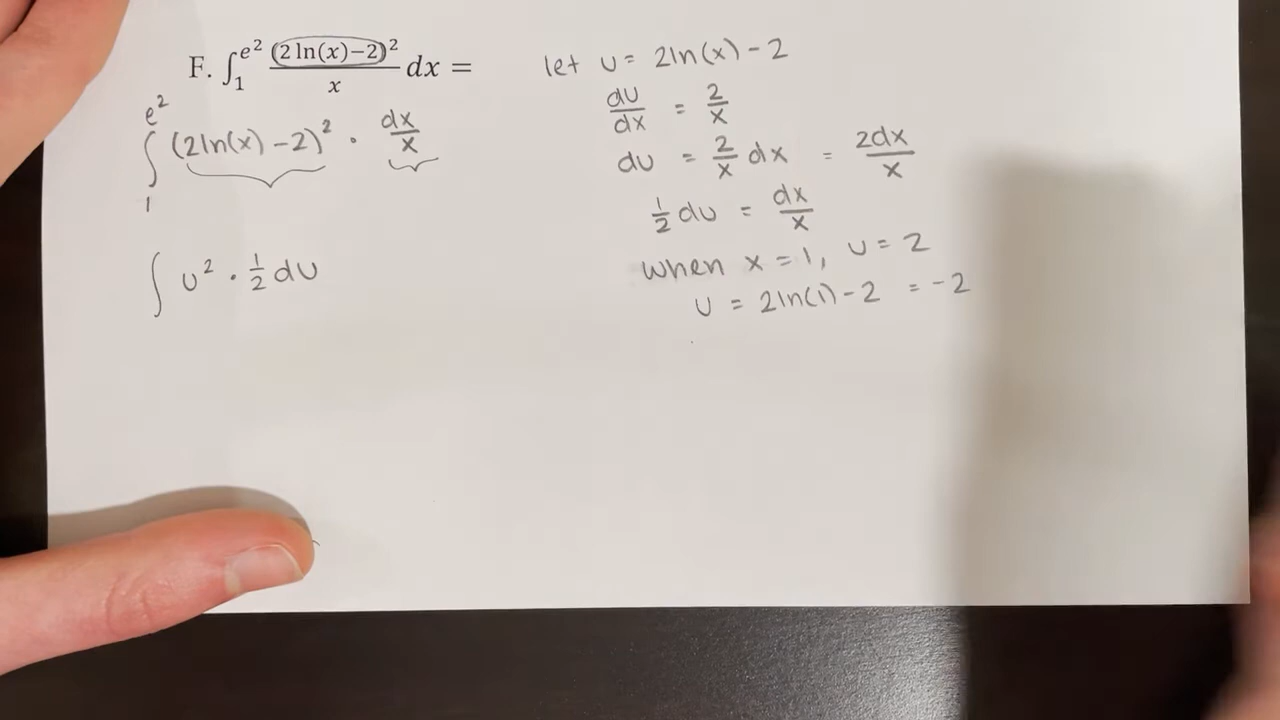 F. ∫₁^{e²} (2 ln(x)−2)²/x dx =
∫₁^{e²} (2ln(x) −2)² · dx/x
∫ u² · ½ du
let u = 2ln(x) − 2
du/dx = 2/x
du = 2/x dx = 2dx/x
½ du = dx/x
when x = 1, u = 2
u = 2ln(1) − 2 = −2